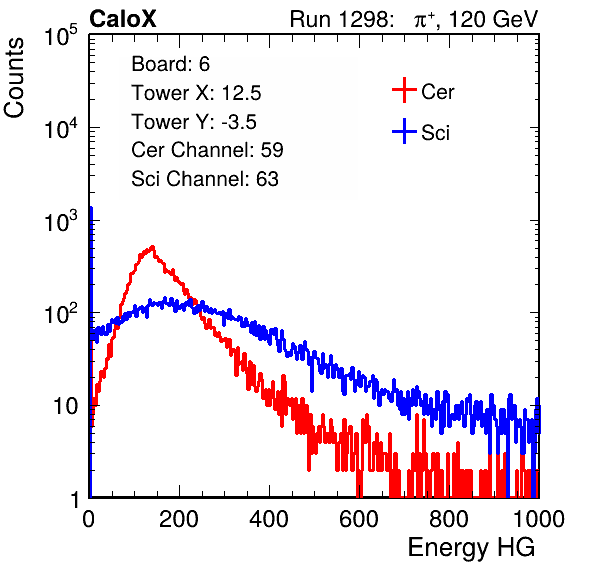 CaloX Run 1298: π⁺, 120 GeV
Board: 6
Tower X: 12.5
Tower Y: -3.5
Cer Channel: 59
Sci Channel: 63
Cer
Sci
Counts
10⁵
10⁴
10³
10²
10
1
0 200 400 600 800 1000
Energy HG